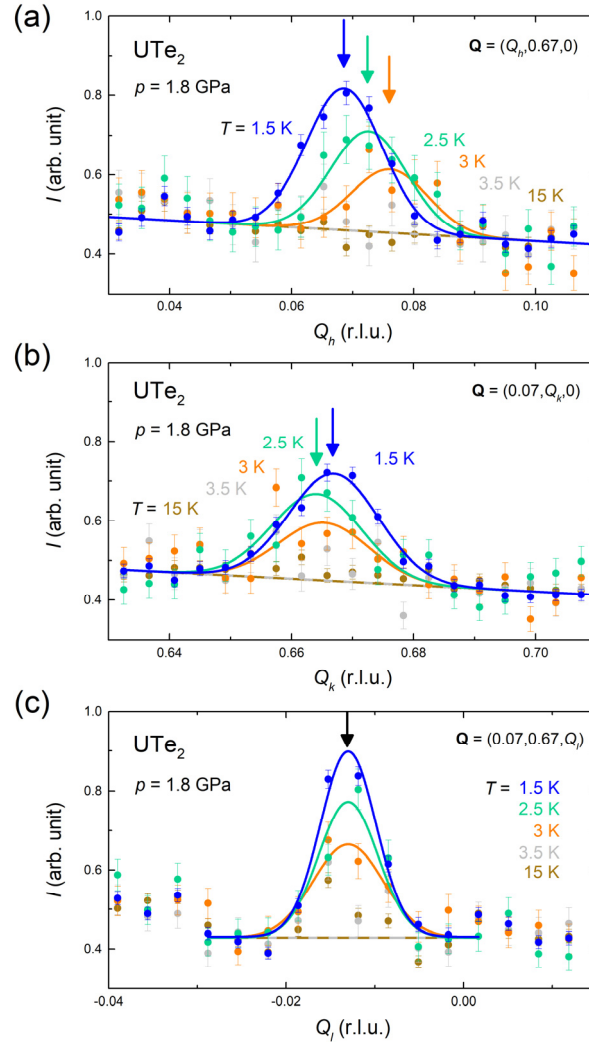 (a)
1.0
UTe2
Q = (Qh,0.67,0)
p = 1.8 GPa
0.8
T = 1.5 K
2.5 K
I (arb. unit)
3 K
0.6
3.5 K
15 K
0.4
0.04 0.06 0.08 0.10
Qh (r.l.u.)
(b)
1.0
UTe2
Q = (0.07,Qk,0)
p = 1.8 GPa
0.8
2.5 K
1.5 K
3 K
I (arb. unit)
3.5 K
T = 15 K
0.6
0.4
0.64 0.66 0.68 0.70
Qk (r.l.u.)
(c)
1.0
UTe2
Q = (0.07,0.67,Ql)
p = 1.8 GPa
T = 1.5 K
2.5 K
0.8
3 K
3.5 K
I (arb. unit)
15 K
0.6
0.4
-0.04 -0.02 0.00
Ql (r.l.u.)